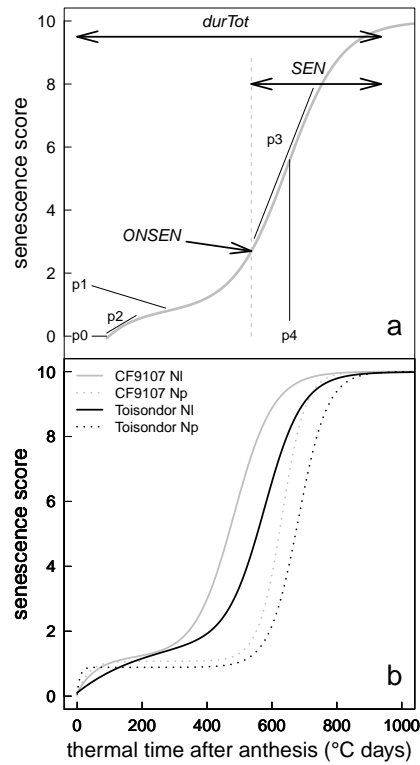 durTot
SEN
ONSEN
p3
p1
p2
p0
p4
a
senescence score
0
2
4
6
8
10
CF9107 Nl
CF9107 Np
Toisondor Nl
Toisondor Np
b
senescence score
0
2
4
6
8
10
0 200 400 600 800 1000
thermal time after anthesis (°C days)